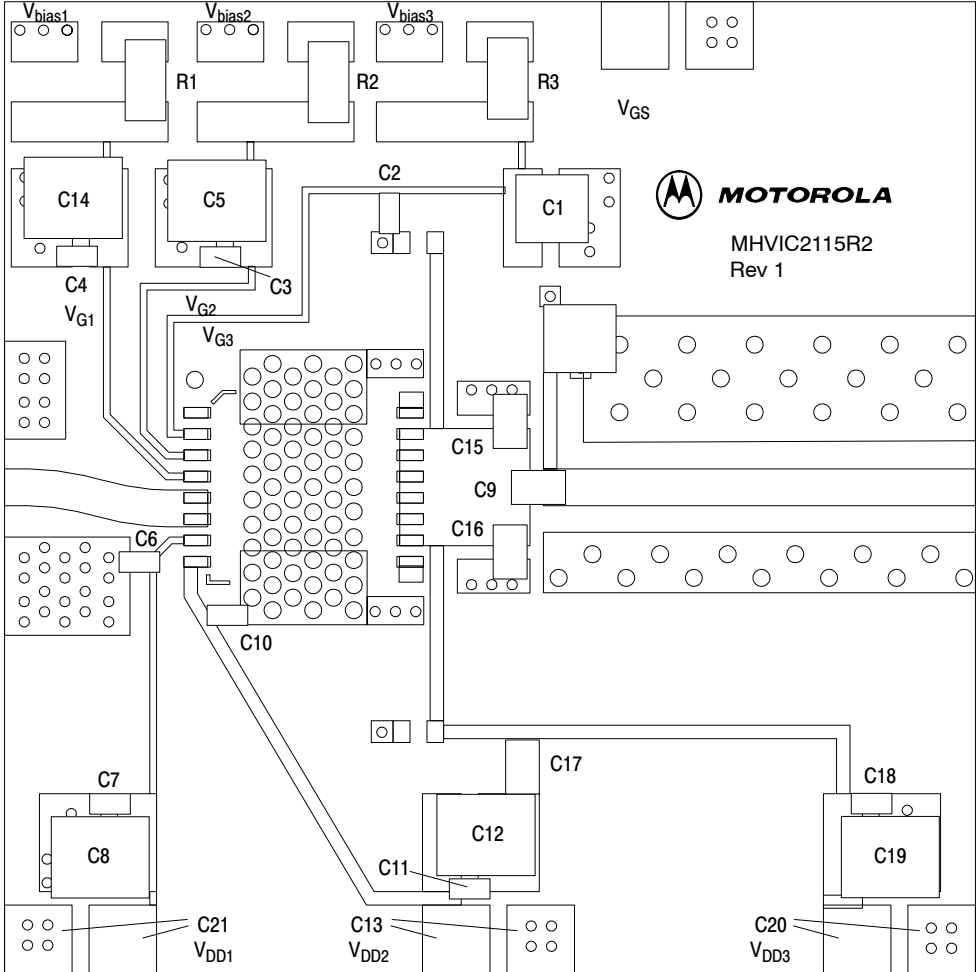 Vbias1
Vbias2
Vbias3
R1
R2
R3
VGS
C14
C5
C2
C1
MOTOROLA
MHVIC2115R2
Rev 1
C4
C3
VG1
VG2
VG3
C15
C9
C16
C6
C10
C17
C7
C18
C8
C12
C19
C11
C21
C13
C20
VDD1
VDD2
VDD3